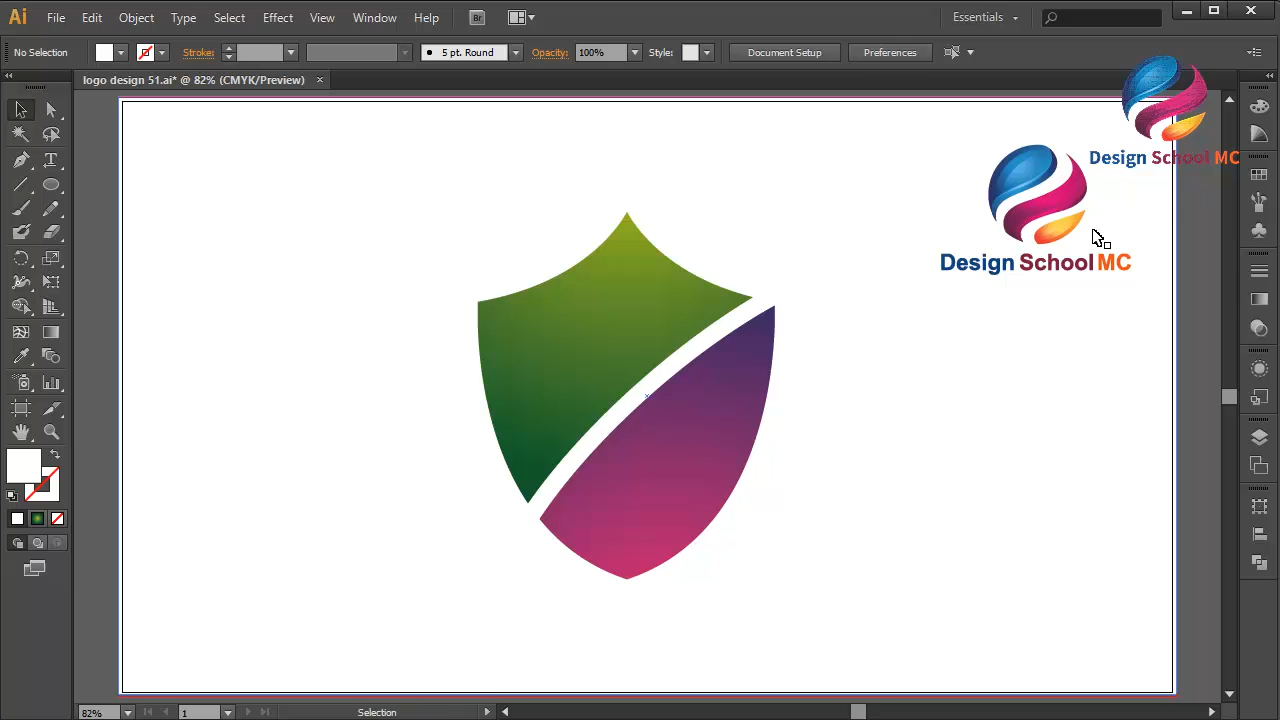 Ai File Edit Object Type Select Effect View Window Help Br Essentials
No Selection Stroke: 5 pt. Round Opacity: 100% Style: Document Setup Preferences
logo design 51.ai* @ 82% (CMYK/Preview)
Design School MC
Design School MC
82% 1 Selection